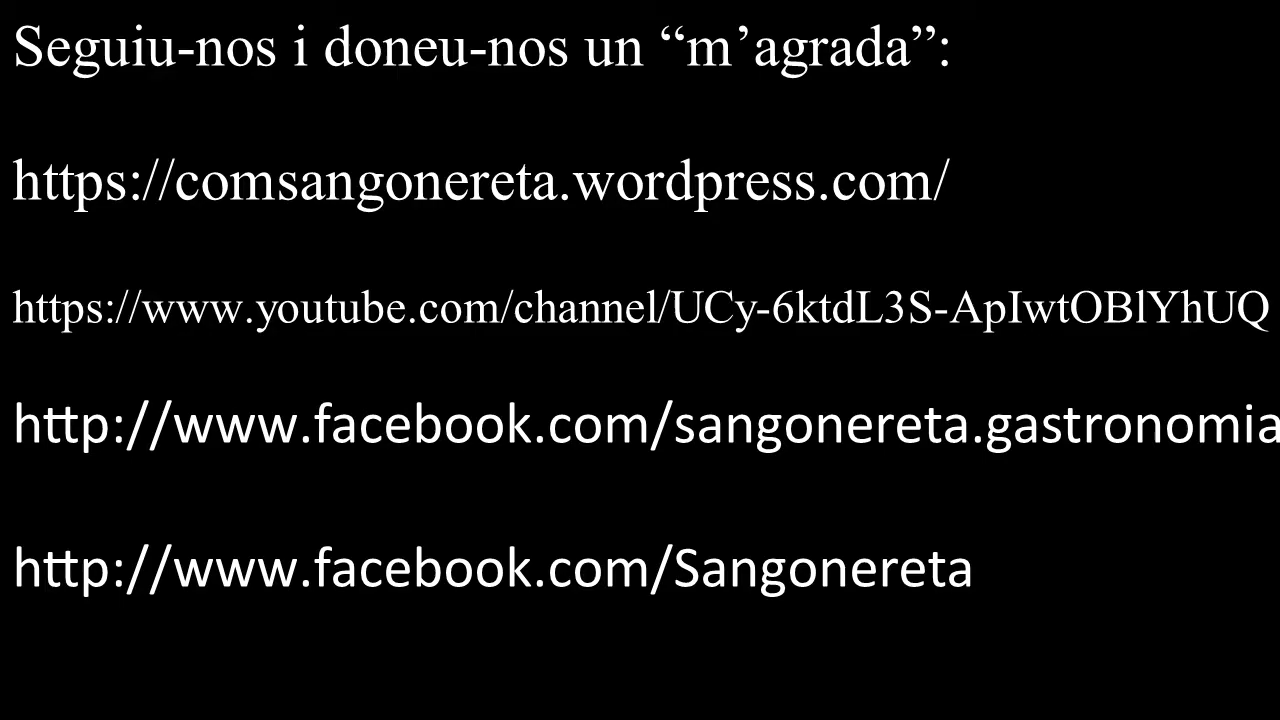 Seguiu-nos i doneu-nos un “m’agrada”:
https://comsangonereta.wordpress.com/
https://www.youtube.com/channel/UCy-6ktdL3S-ApIwtOBlYhUQ
http://www.facebook.com/sangonereta.gastronomia
http://www.facebook.com/Sangonereta